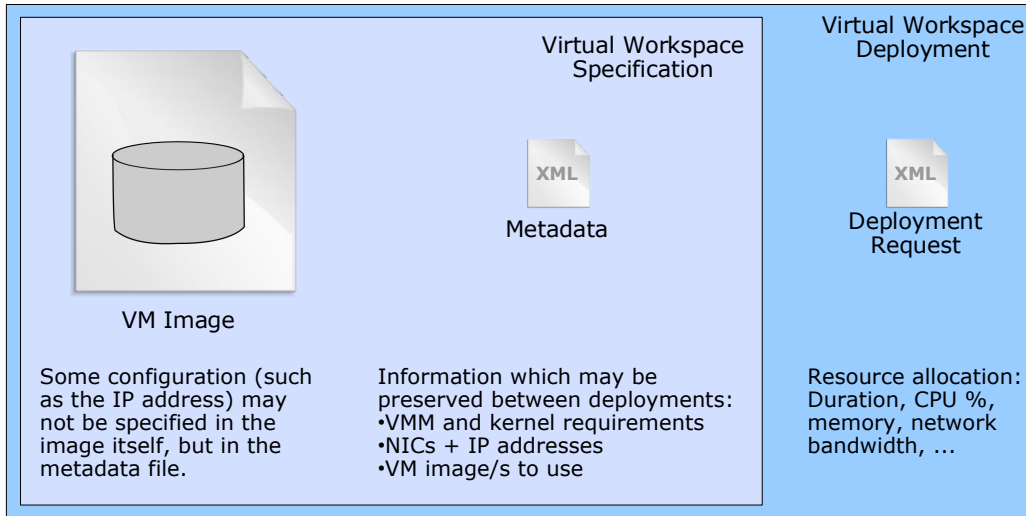 Virtual Workspace
Specification
Virtual Workspace
Deployment
XML
Metadata
XML
Deployment
Request
VM Image
Some configuration (such
as the IP address) may
not be specified in the
image itself, but in the
metadata file.
Information which may be
preserved between deployments:
•VMM and kernel requirements
•NICs + IP addresses
•VM image/s to use
Resource allocation:
Duration, CPU %,
memory, network
bandwidth, ...